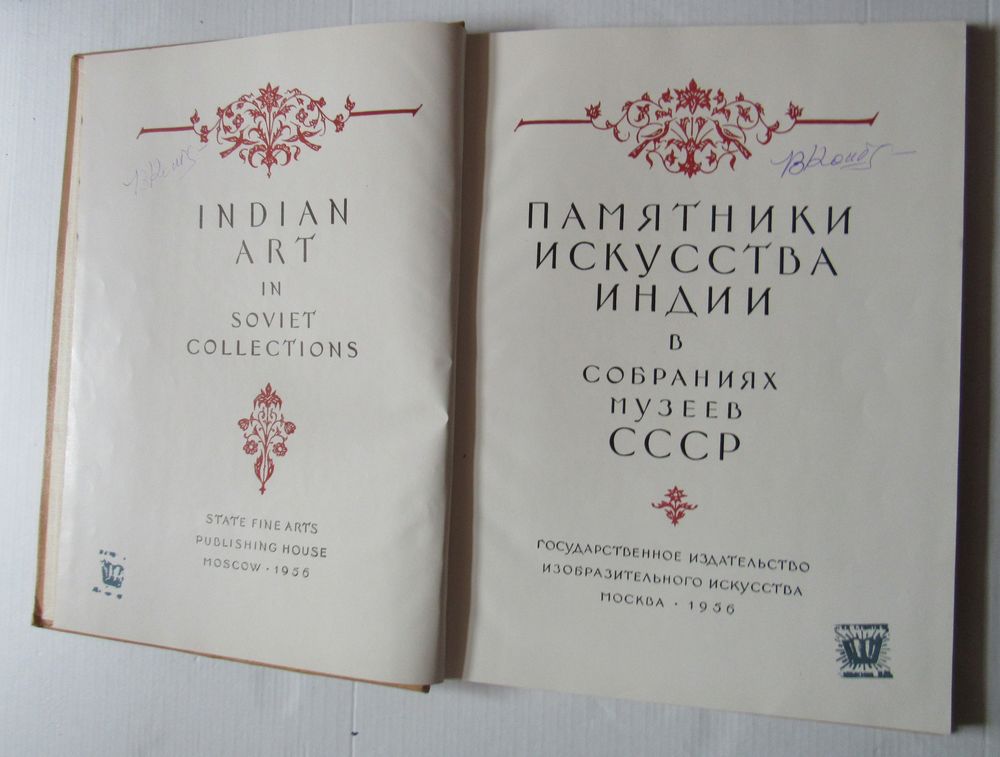 INDIAN
ART
IN
SOVIET
COLLECTIONS
STATE FINE ARTS
PUBLISHING HOUSE
MOSCOW · 1956
ПАМЯТНИКИ
ИСКУССТВА
ИНДИИ
В
СОБРАНИЯХ
МУЗЕЕВ
СССР
ГОСУДАРСТВЕННОЕ ИЗДАТЕЛЬСТВО
ИЗОБРАЗИТЕЛЬНОГО ИСКУССТВА
МОСКВА · 1956